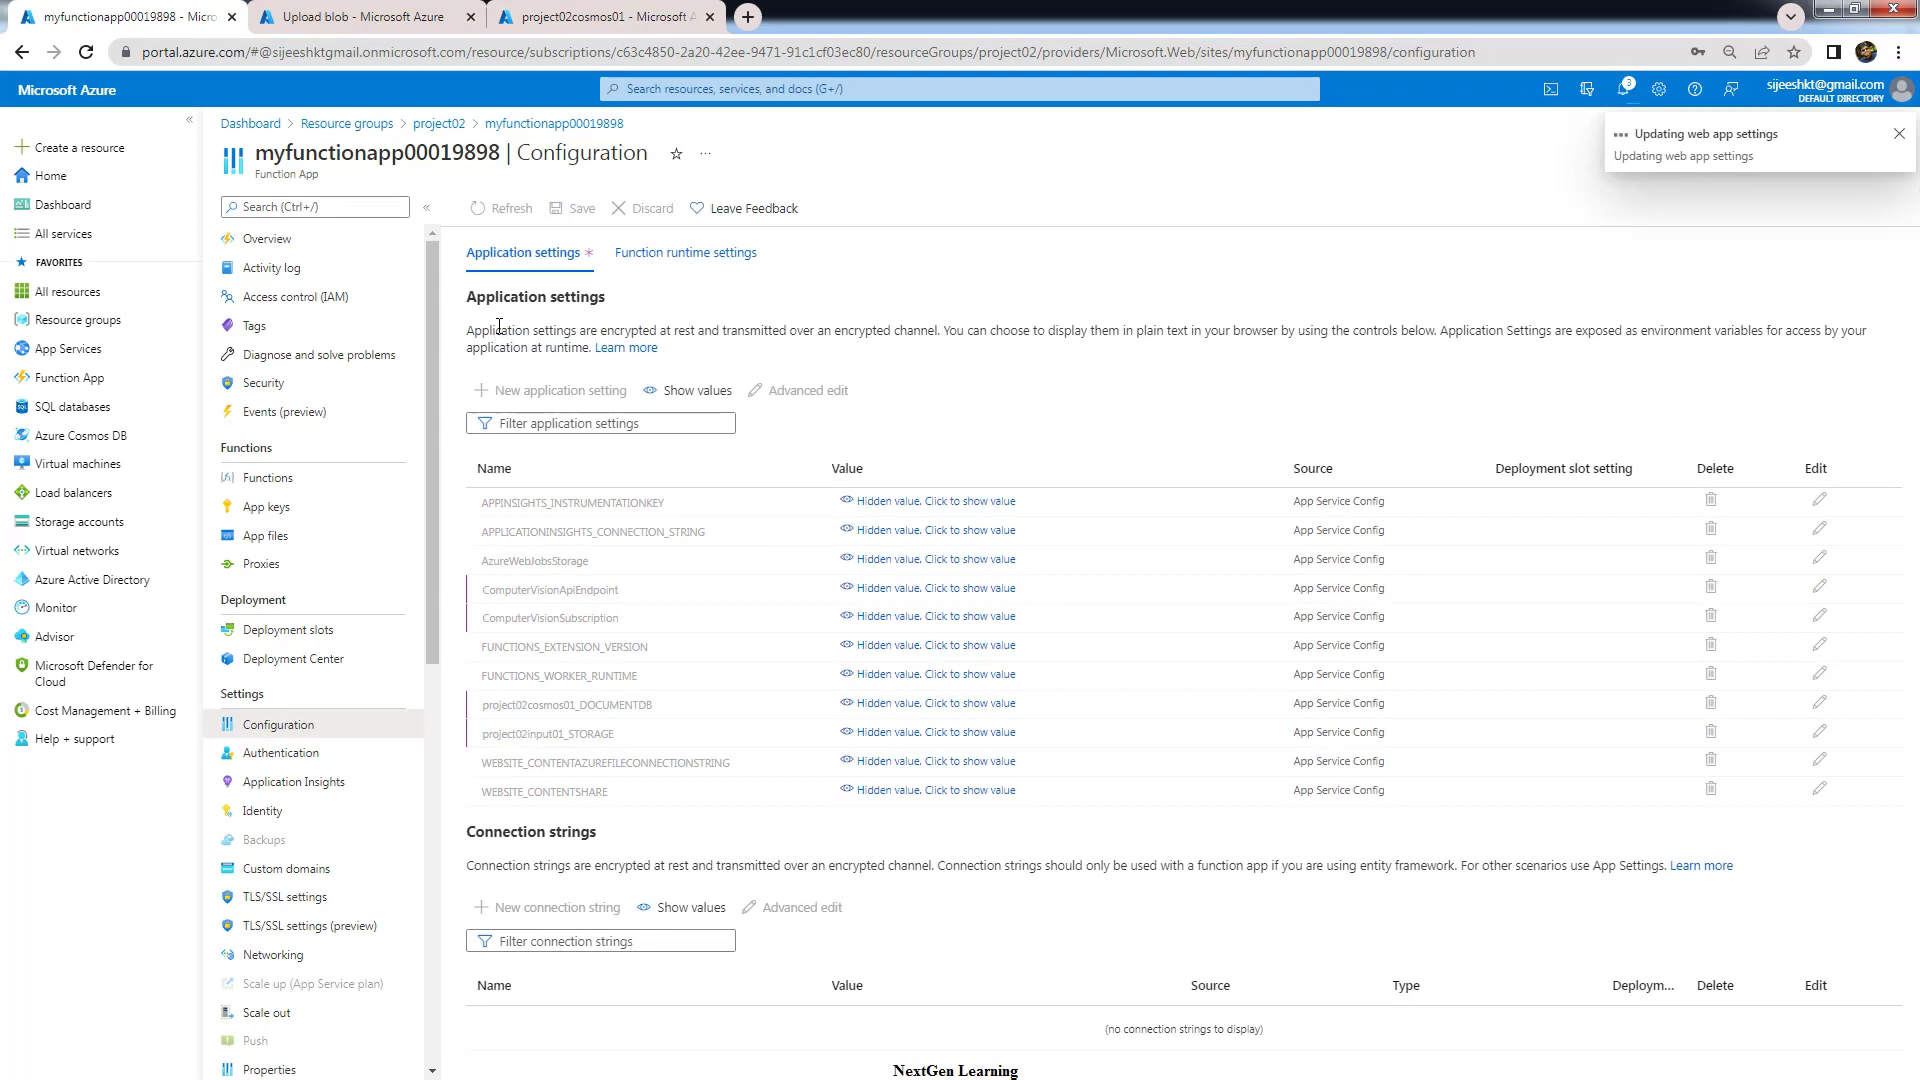 myfunctionapp00019898 - Micro
Upload blob - Microsoft Azure
project02cosmos01 - Microsoft A
portal.azure.com/#@sijeeshktgmail.onmicrosoft.com/resource/subscriptions/c63c4850-2a20-42ee-9471-91c1cf03ec80/resourceGroups/project02/providers/Microsoft.Web/sites/myfunctionapp00019898/configuration
Microsoft Azure
Search resources, services, and docs (G+/)
3
sijeeshkt@gmail.com
DEFAULT DIRECTORY
Updating web app settings
Updating web app settings
Create a resource
Home
Dashboard
All services
FAVORITES
All resources
Resource groups
App Services
Function App
SQL databases
Azure Cosmos DB
Virtual machines
Load balancers
Storage accounts
Virtual networks
Azure Active Directory
Monitor
Advisor
Microsoft Defender for
Cloud
Cost Management + Billing
Help + support
Dashboard > Resource groups > project02 > myfunctionapp00019898
myfunctionapp00019898 | Configuration
Function App
Search (Ctrl+/)
Overview
Activity log
Access control (IAM)
Tags
Diagnose and solve problems
Security
Events (preview)
Functions
Functions
App keys
App files
Proxies
Deployment
Deployment slots
Deployment Center
Settings
Configuration
Authentication
Application Insights
Identity
Backups
Custom domains
TLS/SSL settings
TLS/SSL settings (preview)
Networking
Scale up (App Service plan)
Scale out
Push
Properties
Refresh Save Discard Leave Feedback
Application settings * Function runtime settings
Application settings
Application settings are encrypted at rest and transmitted over an encrypted channel. You can choose to display them in plain text in your browser by using the controls below. Application Settings are exposed as environment variables for access by your
application at runtime. Learn more
New application setting Show values Advanced edit
Filter application settings
Name Value Source Deployment slot setting Delete Edit
APPINSIGHTS_INSTRUMENTATIONKEY Hidden value. Click to show value App Service Config
APPLICATIONINSIGHTS_CONNECTION_STRING Hidden value. Click to show value App Service Config
AzureWebJobsStorage Hidden value. Click to show value App Service Config
ComputerVisionApiEndpoint Hidden value. Click to show value App Service Config
ComputerVisionSubscription Hidden value. Click to show value App Service Config
FUNCTIONS_EXTENSION_VERSION Hidden value. Click to show value App Service Config
FUNCTIONS_WORKER_RUNTIME Hidden value. Click to show value App Service Config
project02cosmos01_DOCUMENTDB Hidden value. Click to show value App Service Config
project02input01_STORAGE Hidden value. Click to show value App Service Config
WEBSITE_CONTENTAZUREFILECONNECTIONSTRING Hidden value. Click to show value App Service Config
WEBSITE_CONTENTSHARE Hidden value. Click to show value App Service Config
Connection strings
Connection strings are encrypted at rest and transmitted over an encrypted channel. Connection strings should only be used with a function app if you are using entity framework. For other scenarios use App Settings. Learn more
New connection string Show values Advanced edit
Filter connection strings
Name Value Source Type Deploym... Delete Edit
(no connection strings to display)
NextGen Learning